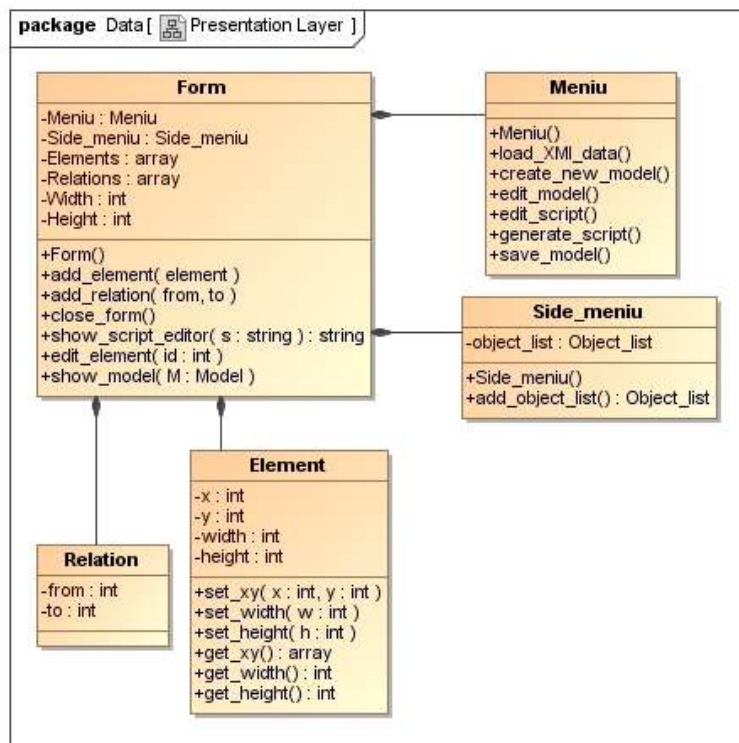 package Data [ Presentation Layer ]
Form
-Meniu : Meniu
-Side_meniu : Side_meniu
-Elements : array
-Relations : array
-Width : int
-Height : int
+Form()
+add_element( element )
+add_relation( from, to )
+close_form()
+show_script_editor( s : string ) : string
+edit_element( id : int )
+show_model( M : Model )
Meniu
+Meniu()
+load_XMI_data()
+create_new_model()
+edit_model()
+edit_script()
+generate_script()
+save_model()
Side_meniu
-object_list : Object_list
+Side_meniu()
+add_object_list() : Object_list
Element
-x : int
-y : int
-width : int
-height : int
+set_xy( x : int, y : int )
+set_width( w : int )
+set_height( h : int )
+get_xy() : array
+get_width() : int
+get_height() : int
Relation
-from : int
-to : int